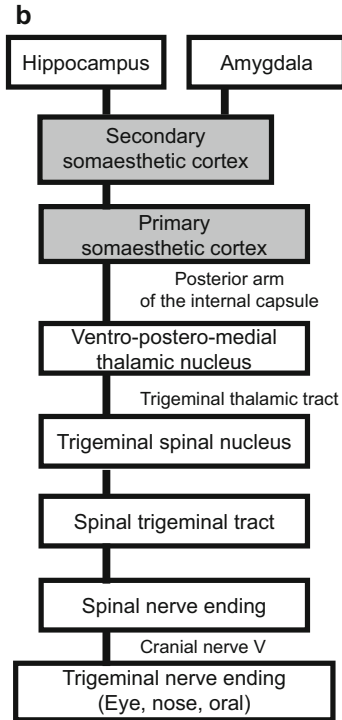 b
Hippocampus
Amygdala
Secondary
somaesthetic cortex
Primary
somaesthetic cortex
Posterior arm
of the internal capsule
Ventro-postero-medial
thalamic nucleus
Trigeminal thalamic tract
Trigeminal spinal nucleus
Spinal trigeminal tract
Spinal nerve ending
Cranial nerve V
Trigeminal nerve ending
(Eye, nose, oral)